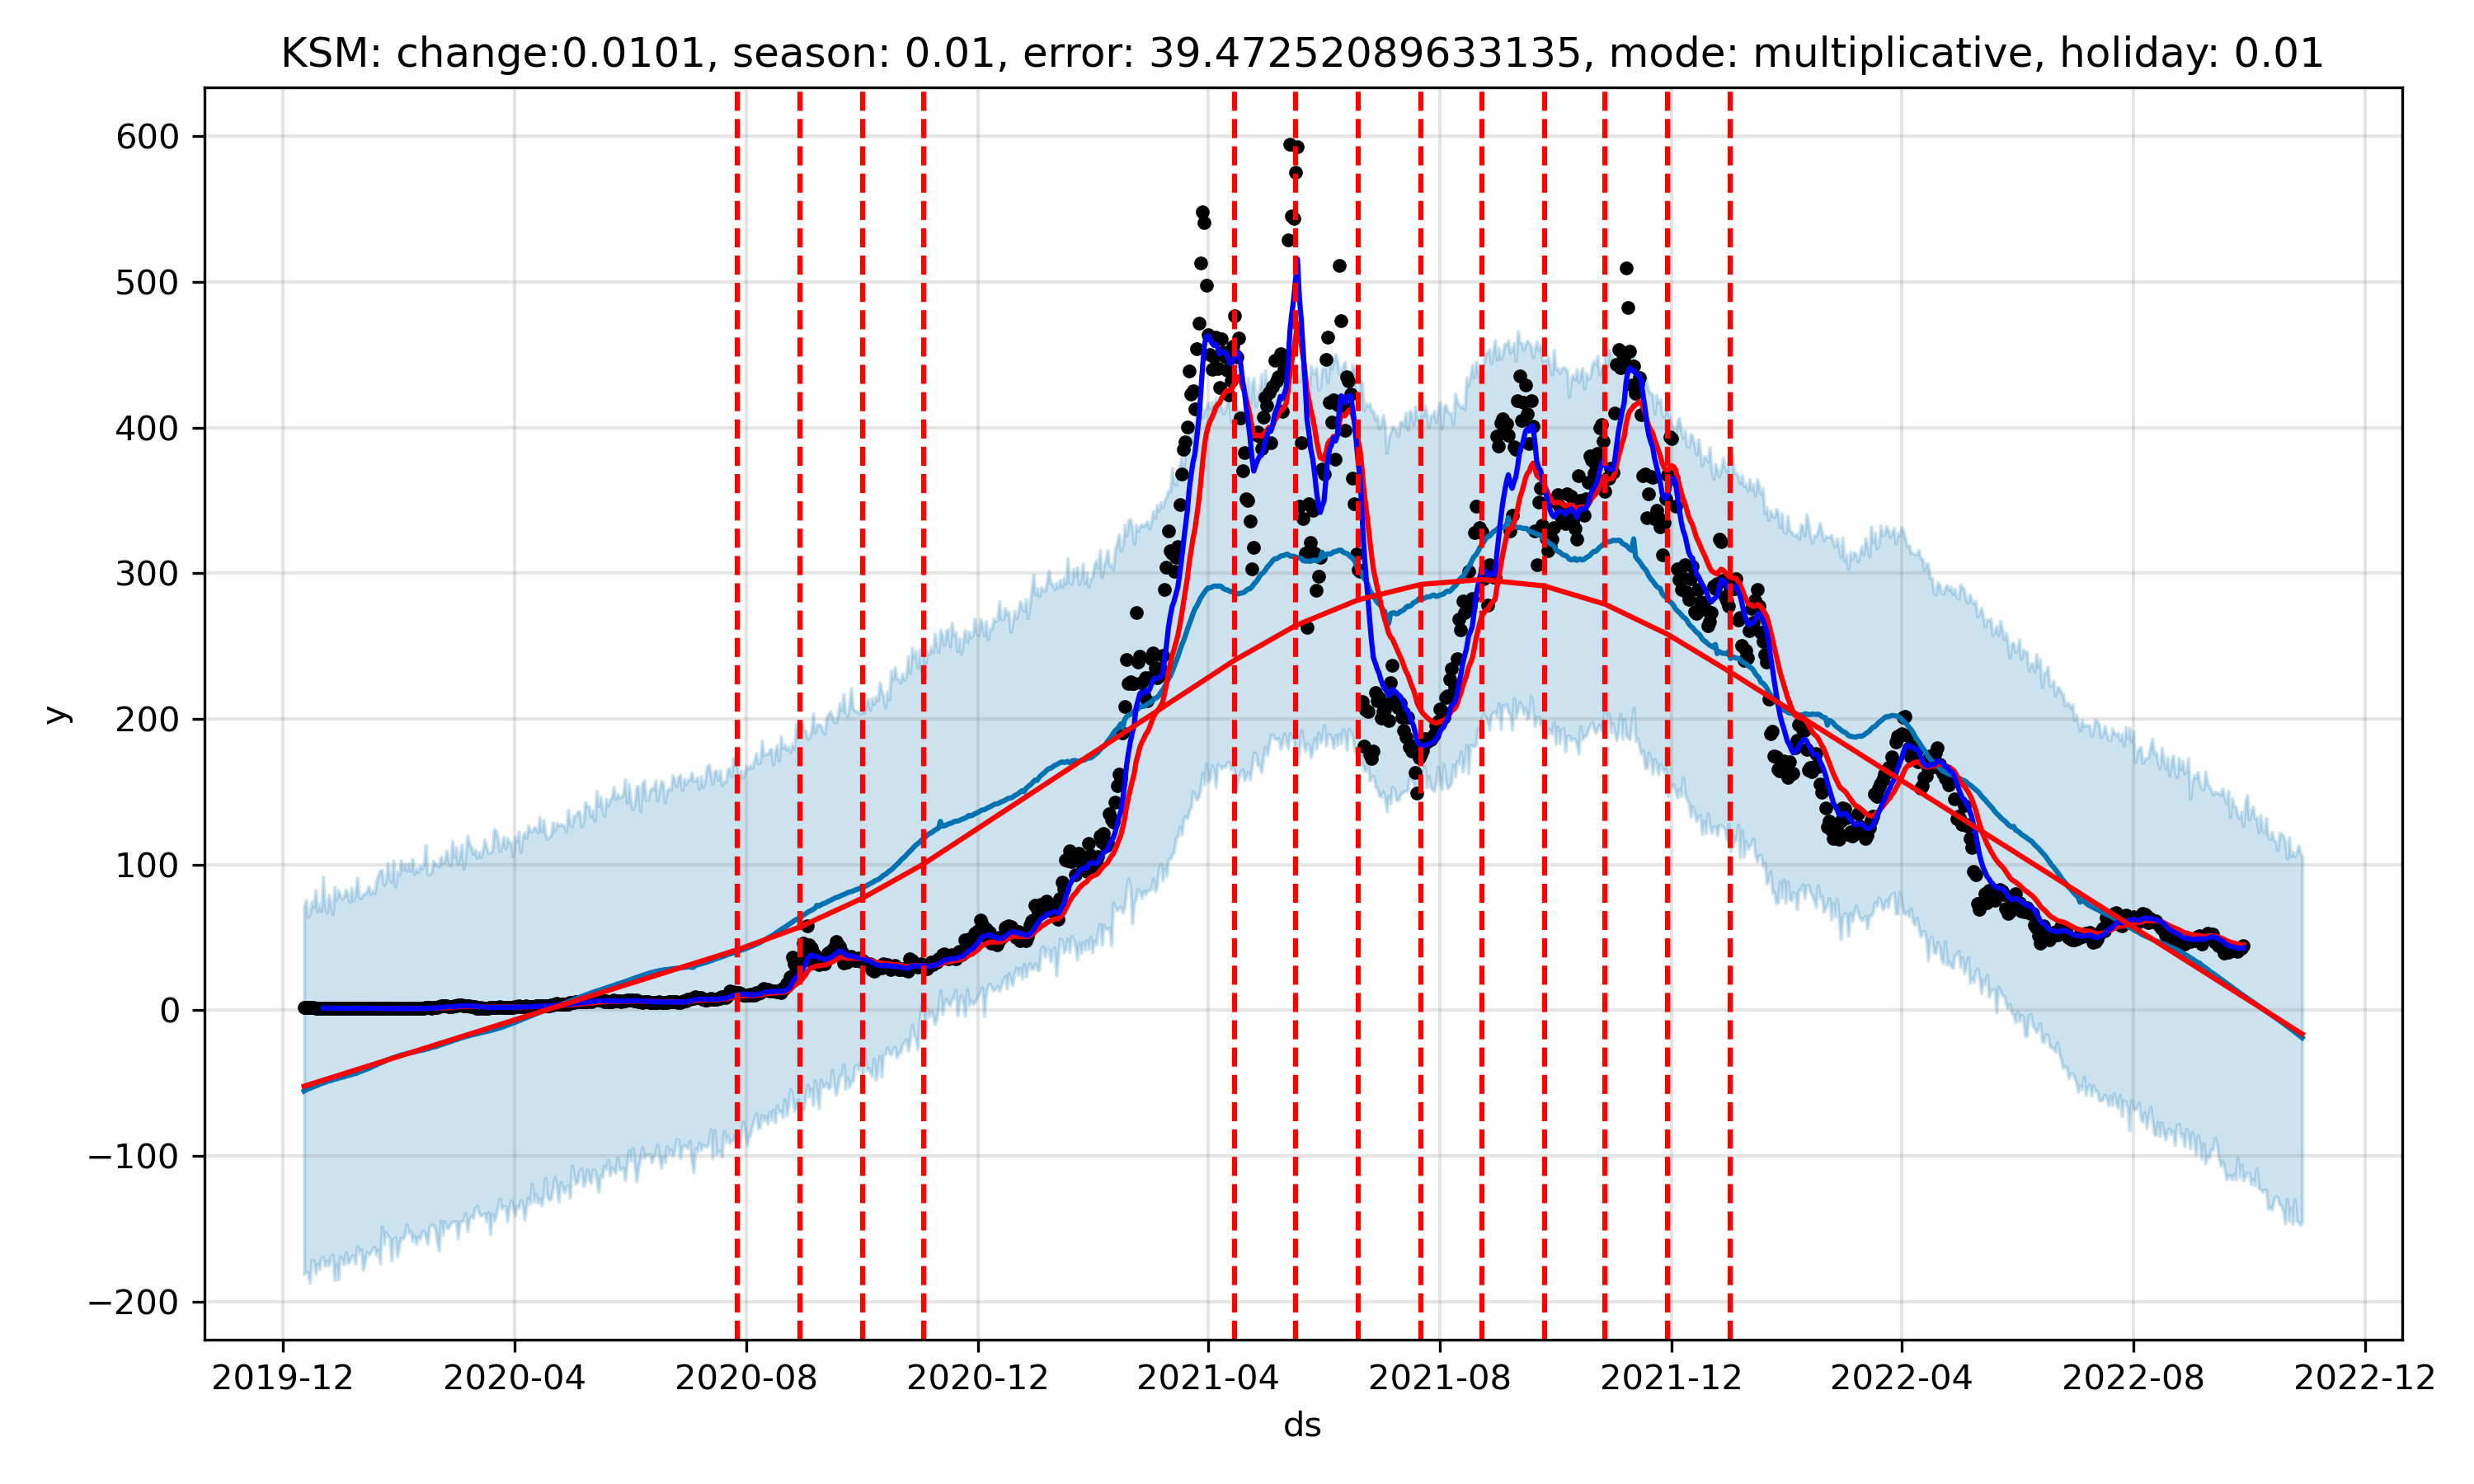 KSM: change:0.0101, season: 0.01, error: 39.47252089633135, mode: multiplicative, holiday: 0.01
600
500
400
300
200
100
0
−100
−200
y
2019-12 2020-04 2020-08 2020-12 2021-04 2021-08 2021-12 2022-04 2022-08 2022-12
ds